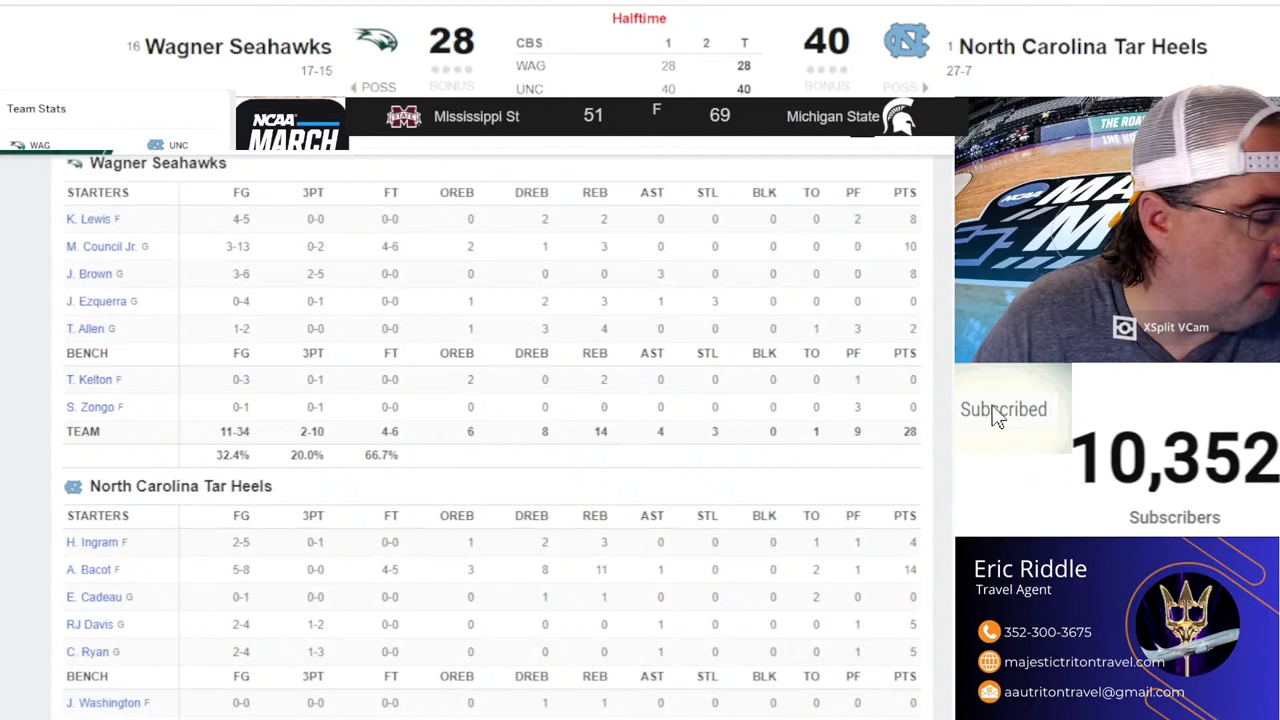 Halftime
16 Wagner Seahawks 28 CBS 1 2 T 40 1 North Carolina Tar Heels
17-15 WAG 28 28 27-7
POSS BONUS UNC 40 40 BONUS POSS
Team Stats
WAG UNC
NCAA
MARCH
Mississippi St 51 F 69 Michigan State
Wagner Seahawks
STARTERS FG 3PT FT OREB DREB REB AST STL BLK TO PF PTS
K. Lewis F 4-5 0-0 0-0 0 2 2 0 0 0 0 2 8
M. Council Jr. G 3-13 0-2 4-6 2 1 3 0 0 0 0 0 10
J. Brown G 3-6 2-5 0-0 0 0 0 3 0 0 0 0 8
J. Ezquerra G 0-4 0-1 0-0 1 2 3 1 3 0 0 0 0
T. Allen G 1-2 0-0 0-0 1 3 4 0 0 0 1 3 2
BENCH FG 3PT FT OREB DREB REB AST STL BLK TO PF PTS
T. Kelton F 0-3 0-1 0-0 2 0 2 0 0 0 0 1 0
S. Zongo F 0-1 0-1 0-0 0 0 0 0 0 0 0 3 0
TEAM 11-34 2-10 4-6 6 8 14 4 3 0 1 9 28
32.4% 20.0% 66.7%
North Carolina Tar Heels
STARTERS FG 3PT FT OREB DREB REB AST STL BLK TO PF PTS
H. Ingram F 2-5 0-1 0-0 1 2 3 0 0 0 1 1 4
A. Bacot F 5-8 0-0 4-5 3 8 11 1 0 0 2 1 14
E. Cadeau G 0-1 0-0 0-0 0 1 1 0 0 0 2 0 0
RJ Davis G 2-4 1-2 0-0 0 0 0 1 0 0 0 1 5
C. Ryan G 2-4 1-3 0-0 0 0 0 1 0 0 0 1 5
BENCH FG 3PT FT OREB DREB REB AST STL BLK TO PF PTS
J. Washington F 0-0 0-0 0-0 0 1 1 0 0 0 0 0 0
THE ROA
NCAA
MA
M
XSplit VCam
Subscribed
10,352
Subscribers
Eric Riddle
Travel Agent
352-300-3675
majestictritontravel.com
aautritontravel@gmail.com